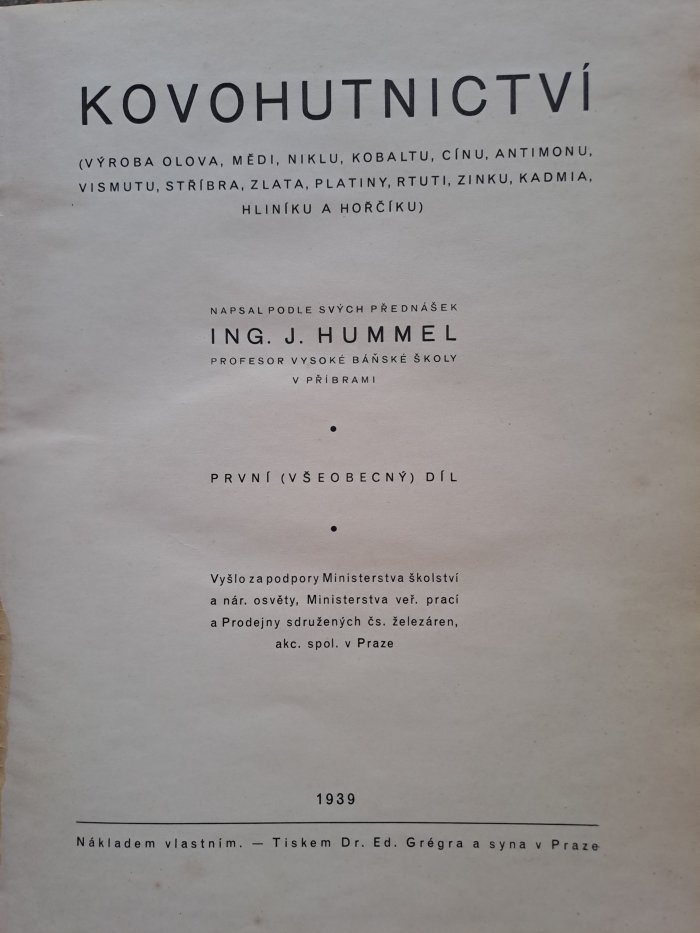 KOVOHUTNICTVÍ
(VÝROBA OLOVA, MĚDI, NIKLU, KOBALTU, CÍNU, ANTIMONU,
VISMUTU, STŘÍBRA, ZLATA, PLATINY, RTUTI, ZINKU, KADMIA,
HLINÍKU A HOŘČÍKU)
NAPSAL PODLE SVÝCH PŘEDNÁŠEK
ING. J. HUMMEL
PROFESOR VYSOKÉ BÁŇSKÉ ŠKOLY
V PŘÍBRAMI
•
PRVNÍ (VŠEOBECNÝ) DÍL
•
Vyšlo za podpory Ministerstva školství
a nár. osvěty, Ministerstva veř. prací
a Prodejny sdružených čs. železáren,
akc. spol. v Praze
1939
Nákladem vlastním. — Tiskem Dr. Ed. Grégra a syna v Praze